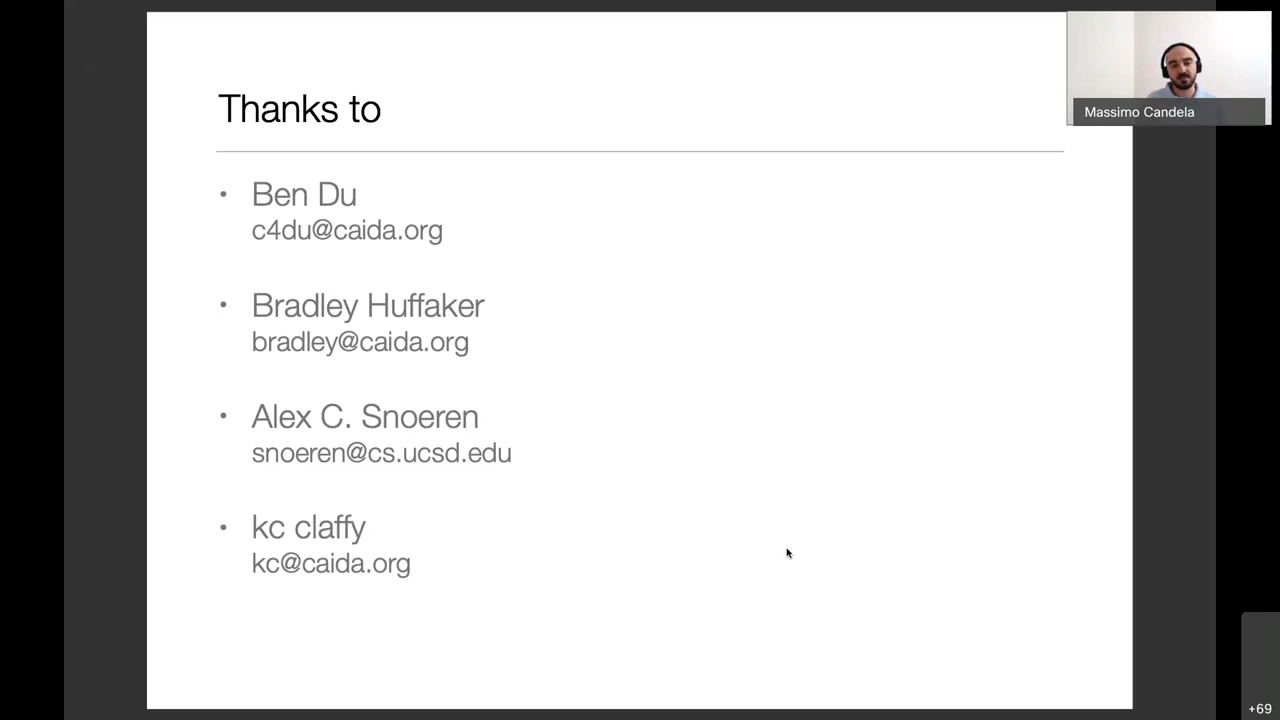 Thanks to
Massimo Candela
• Ben Du
c4du@caida.org
• Bradley Huffaker
bradley@caida.org
• Alex C. Snoeren
snoeren@cs.ucsd.edu
• kc claffy
kc@caida.org
+69